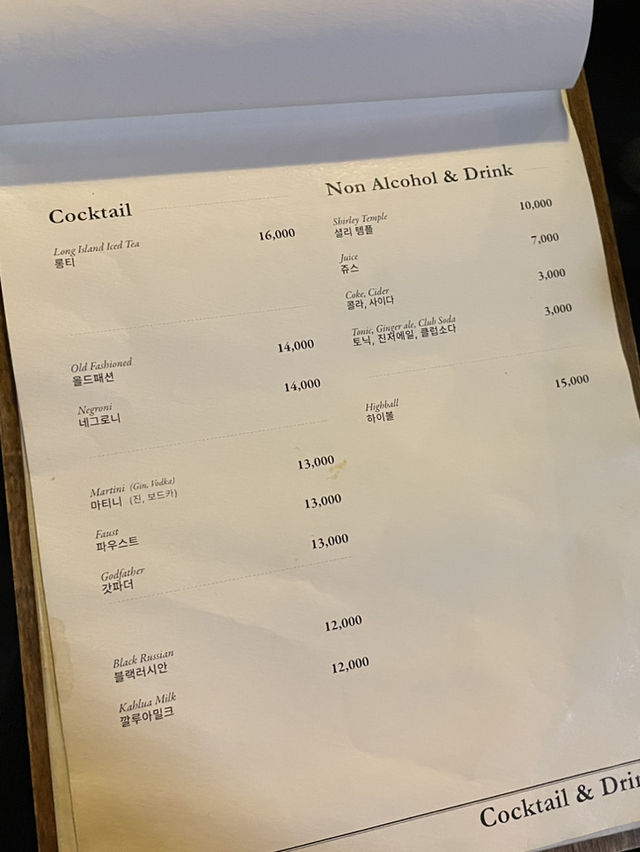 Cocktail
Long Island Iced Tea 16,000
롱티
Old Fashioned 14,000
올드패션
Negroni 14,000
네그로니
Martini (Gin, Vodka) 13,000
마티니 (진, 보드카)
Faust 13,000
파우스트
Godfather 13,000
갓파더
Black Russian 12,000
블랙러시안
Kahlua Milk 12,000
깔루아밀크
Non Alcohol & Drink
Shirley Temple 10,000
셜리 템플
Juice 7,000
쥬스
Coke, Cider 3,000
콜라, 사이다
Tonic, Ginger ale, Club Soda 3,000
토닉, 진저에일, 클럽소다
Highball 15,000
하이볼
Cocktail & Drin